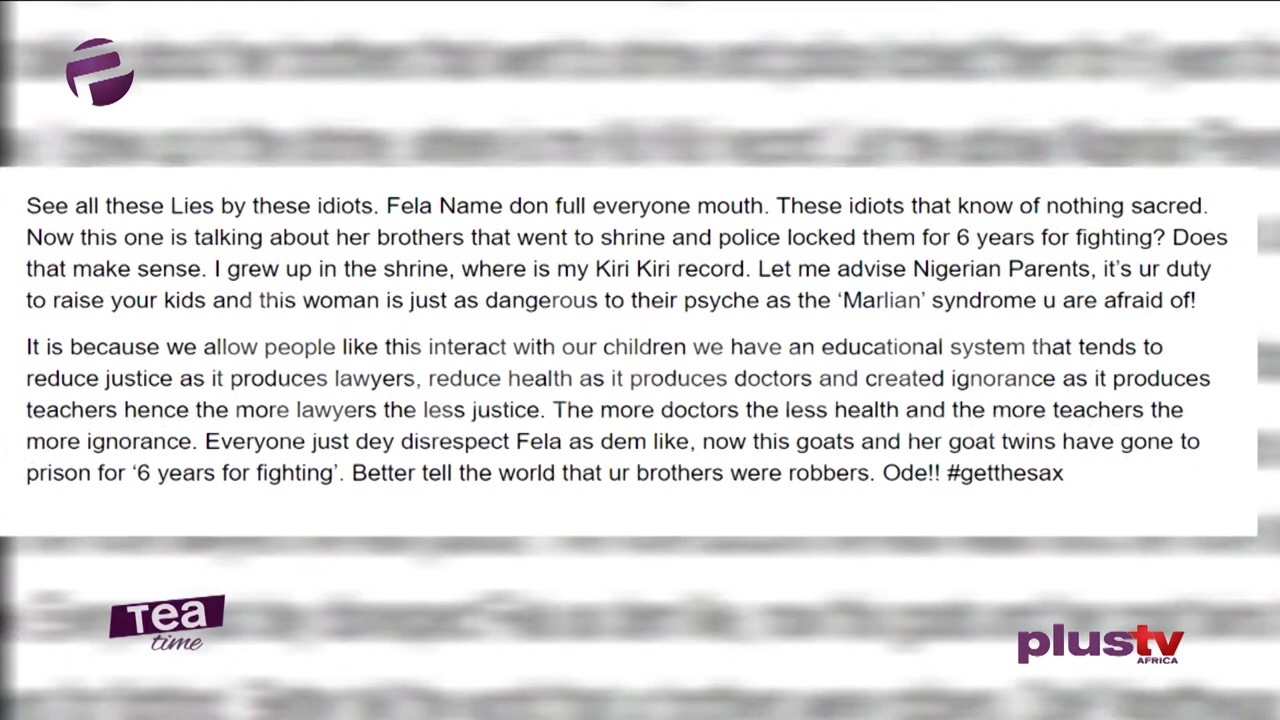 See all these Lies by these idiots. Fela Name don full everyone mouth. These idiots that know of nothing sacred.
Now this one is talking about her brothers that went to shrine and police locked them for 6 years for fighting? Does
that make sense. I grew up in the shrine, where is my Kiri Kiri record. Let me advise Nigerian Parents, it's ur duty
to raise your kids and this woman is just as dangerous to their psyche as the ‘Marlian’ syndrome u are afraid of!
It is because we allow people like this interact with our children we have an educational system that tends to
reduce justice as it produces lawyers, reduce health as it produces doctors and created ignorance as it produces
teachers hence the more lawyers the less justice. The more doctors the less health and the more teachers the
more ignorance. Everyone just dey disrespect Fela as dem like, now this goats and her goat twins have gone to
prison for ‘6 years for fighting’. Better tell the world that ur brothers were robbers. Ode!! #getthesax
Tea
time
plustv
AFRICA